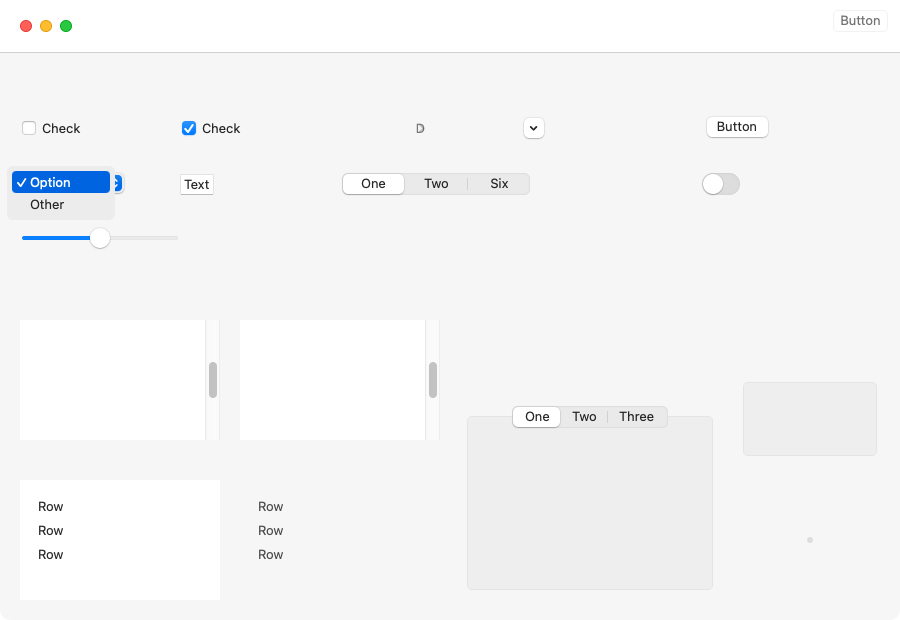 Button
Check
Check
D
Button
Option
Other
Text
One
Two
Six
One
Two
Three
Row
Row
Row
Row
Row
Row